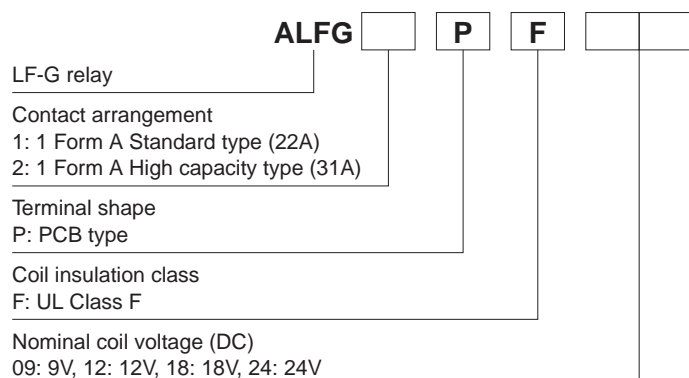 ALFG P F
LF-G relay
Contact arrangement
1: 1 Form A Standard type (22A)
2: 1 Form A High capacity type (31A)
Terminal shape
P: PCB type
Coil insulation class
F: UL Class F
Nominal coil voltage (DC)
09: 9V, 12: 12V, 18: 18V, 24: 24V